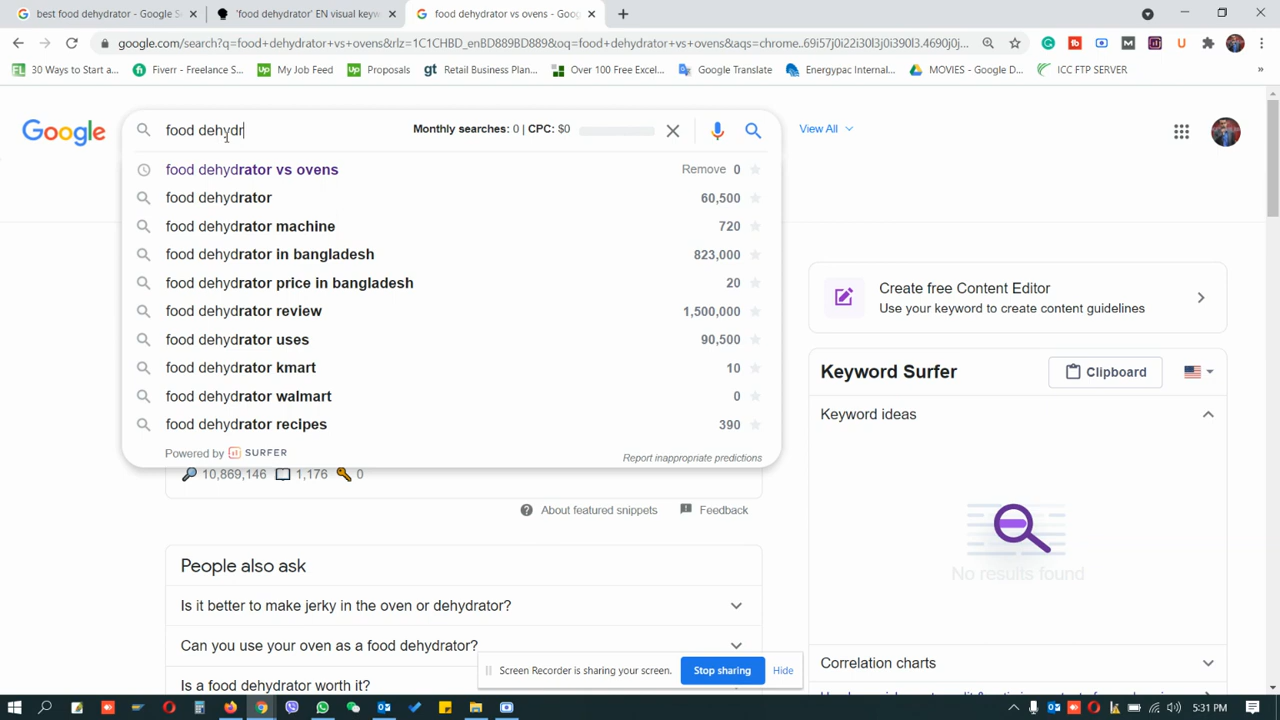 best food dehydrator - Google S
'food dehydrator' EN visual keyw
food dehydrator vs ovens - Goog
google.com/search?q=food+dehydrator+vs+ovens&rlz=1C1CHBD_enBD889BD889&oq=food+dehydrator+vs+ovens&aqs=chrome..69i57j0i22i30l3j0i390l3.4690j0j...
30 Ways to Start a...
Fiverr - Freelance S...
My Job Feed
Proposals
Retail Business Plan...
Over 100 Free Excel...
Google Translate
Energypac Internal...
MOVIES - Google D...
ICC FTP SERVER
Google
food dehydr
Monthly searches: 0 | CPC: $0
View All
food dehydrator vs ovens Remove 0
food dehydrator 60,500
food dehydrator machine 720
food dehydrator in bangladesh 823,000
food dehydrator price in bangladesh 20
food dehydrator review 1,500,000
food dehydrator uses 90,500
food dehydrator kmart 10
food dehydrator walmart 0
food dehydrator recipes 390
Powered by SURFER
Report inappropriate predictions
10,869,146 1,176 0
About featured snippets Feedback
People also ask
Is it better to make jerky in the oven or dehydrator?
Can you use your oven as a food dehydrator?
Is a food dehydrator worth it?
Create free Content Editor
Use your keyword to create content guidelines
Keyword Surfer
Clipboard
Keyword ideas
No results found
Correlation charts
Screen Recorder is sharing your screen. Stop sharing Hide
5:31 PM